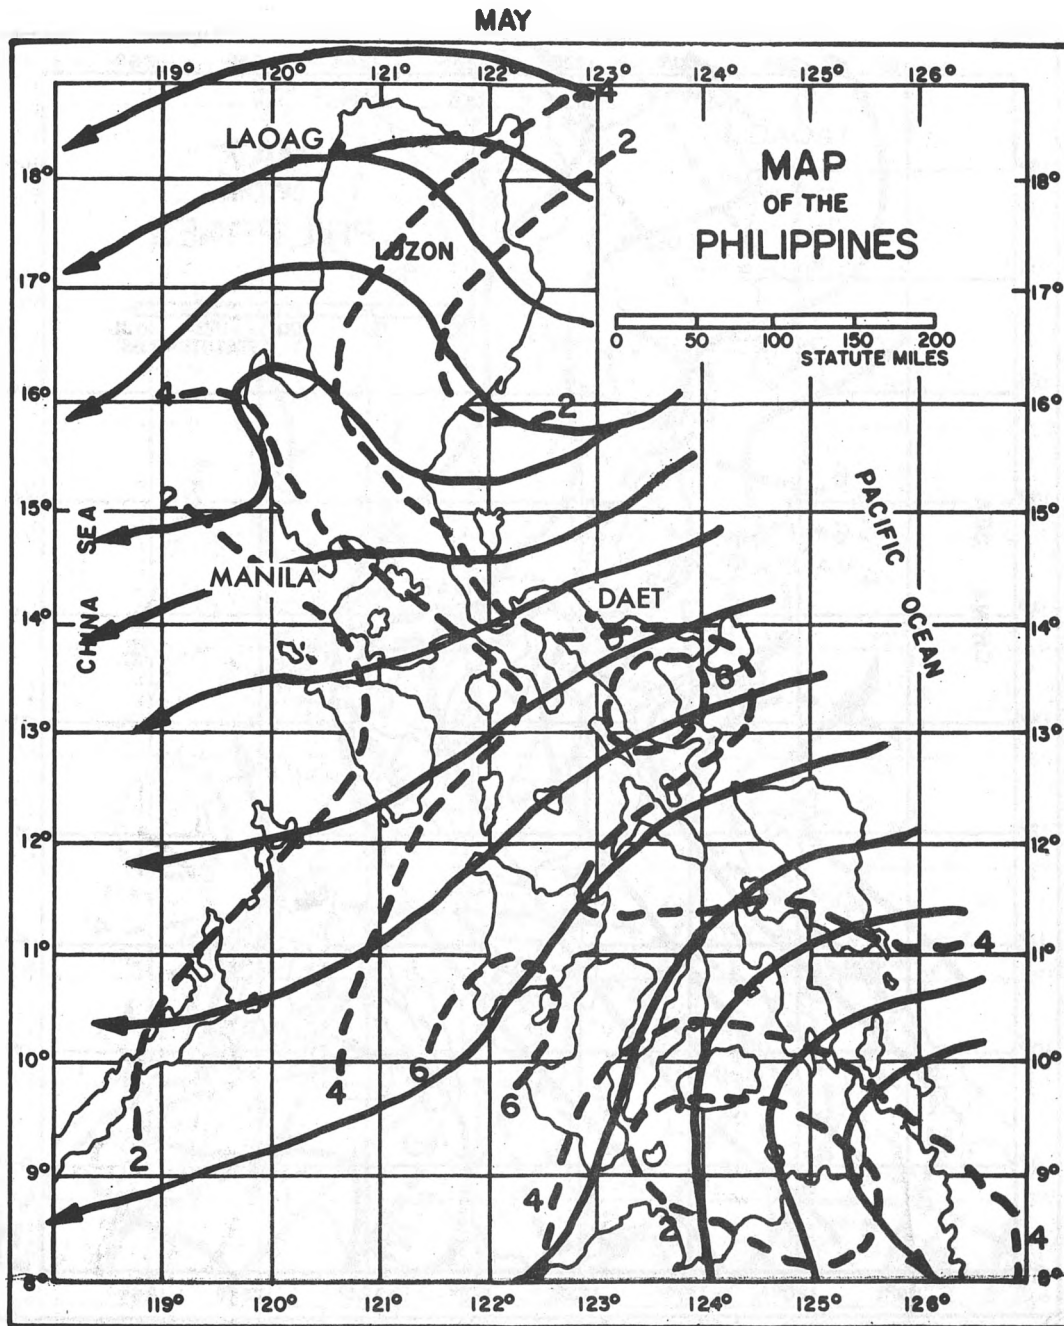 MAY
119° 120° 121° 122° 123° 124° 125° 126°
4
LAOAG
2
MAP
OF THE
PHILIPPINES
18° 18°
LUZON
17° 17°
0 50 100 150 200
STATUTE MILES
16° 4 2 16°
2
15° 15°
CHINA SEA
PACIFIC OCEAN
MANILA
DAET
14° 14°
6
13° 13°
12° 12°
11° 4 11°
10° 4 6 6 10°
2
9° 4 2 9°
4
8° 8°
119° 120° 121° 122° 123° 124° 125° 126°